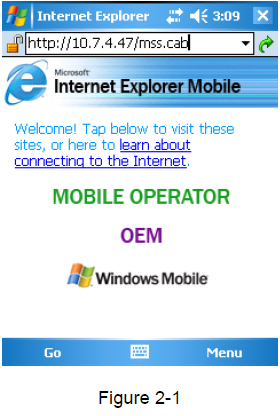 Internet Explorer 3:09
http://10.7.4.47/mss.cab
Microsoft
Internet Explorer Mobile
Welcome! Tap below to visit these
sites, or here to learn about
connecting to the Internet.
MOBILE OPERATOR
OEM
Windows Mobile
Go Menu
Figure 2-1